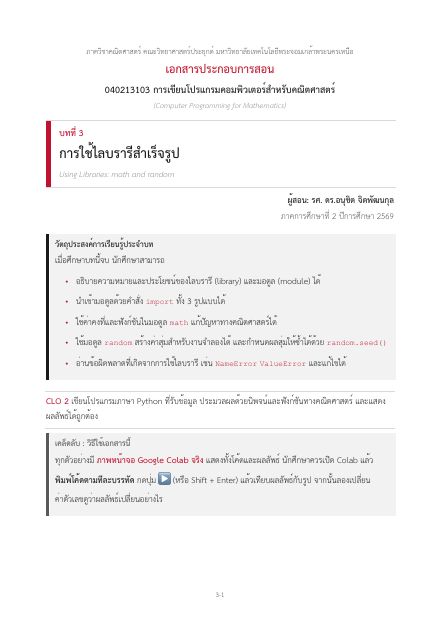 ภาควิชาคณิตศาสตร์ คณะวิทยาศาสตร์ประยุกต์ มหาวิทยาลัยเทคโนโลยีพระจอมเกล้าพระนครเหนือ
เอกสารประกอบการสอน
040213103 การเขียนโปรแกรมคอมพิวเตอร์สำหรับคณิตศาสตร์
(Computer Programming for Mathematics)
บทที่ 3
การใช้ไลบรารีสำเร็จรูป
Using Libraries: math and random
ผู้สอน: รศ. ดร.อนุชิต จิตพัฒนกุล
ภาคการศึกษาที่ 2 ปีการศึกษา 2569
วัตถุประสงค์การเรียนรู้ประจำบท
เมื่อศึกษาบทนี้จบ นักศึกษาสามารถ
• อธิบายความหมายและประโยชน์ของไลบรารี (library) และมอดูล (module) ได้
• นำเข้ามอดูลด้วยคำสั่ง import ทั้ง 3 รูปแบบได้
• ใช้ค่าคงที่และฟังก์ชันในมอดูล math แก้ปัญหาทางคณิตศาสตร์ได้
• ใช้มอดูล random สร้างค่าสุ่มสำหรับงานจำลองได้ และกำหนดผลสุ่มให้ซ้ำได้ด้วย random.seed()
• อ่านข้อผิดพลาดที่เกิดจากการใช้ไลบรารี เช่น NameError ValueError และแก้ไขได้
CLO 2 เขียนโปรแกรมภาษา Python ที่รับข้อมูล ประมวลผลด้วยนิพจน์และฟังก์ชันทางคณิตศาสตร์ และแสดง
ผลลัพธ์ได้ถูกต้อง
เคล็ดลับ : วิธีใช้เอกสารนี้
ทุกตัวอย่างมี ภาพหน้าจอ Google Colab จริง แสดงทั้งโค้ดและผลลัพธ์ นักศึกษาควรเปิด Colab แล้ว
พิมพ์โค้ดตามทีละบรรทัด กดปุ่ม ▶ (หรือ Shift + Enter) แล้วเทียบผลลัพธ์กับรูป จากนั้นลองเปลี่ยน
ค่าตัวเลขดูว่าผลลัพธ์เปลี่ยนอย่างไร
3-1